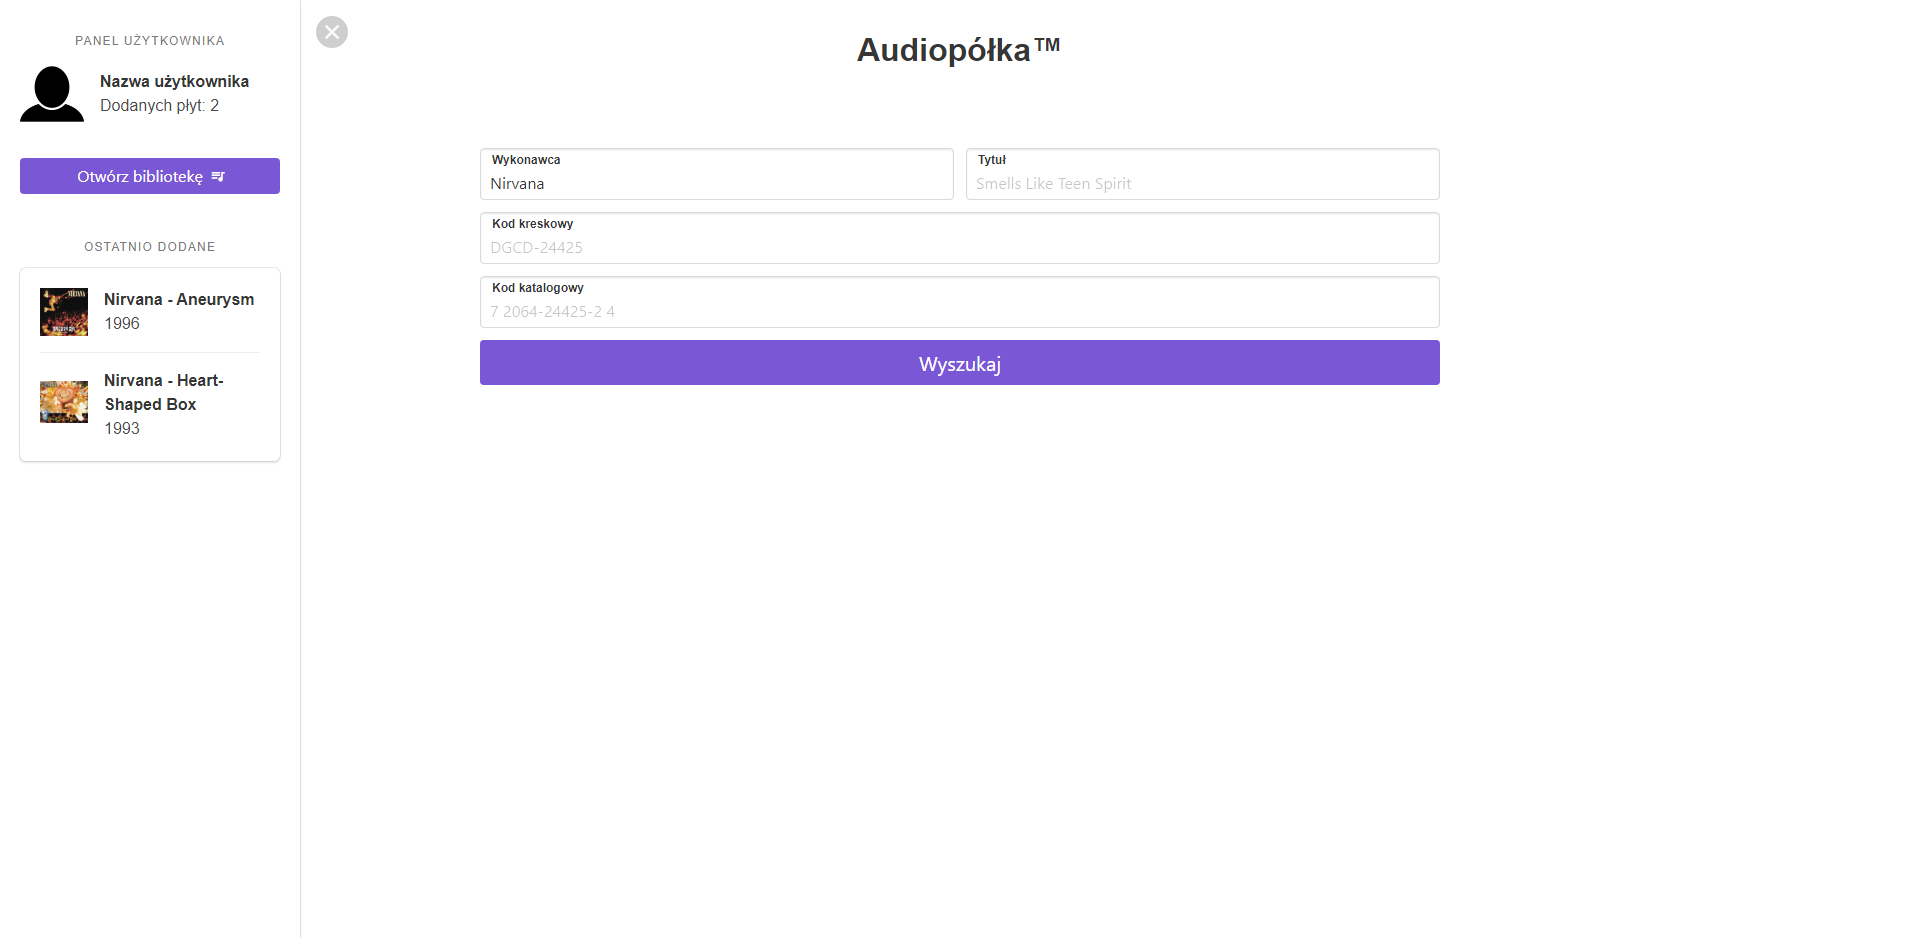 PANEL UŻYTKOWNIKA
Nazwa użytkownika
Dodanych płyt: 2
Otwórz bibliotekę
OSTATNIO DODANE
Nirvana - Aneurysm
1996
Nirvana - Heart-
Shaped Box
1993
Audiopółka™
Wykonawca
Nirvana
Tytuł
Smells Like Teen Spirit
Kod kreskowy
DGCD-24425
Kod katalogowy
7 2064-24425-2 4
Wyszukaj